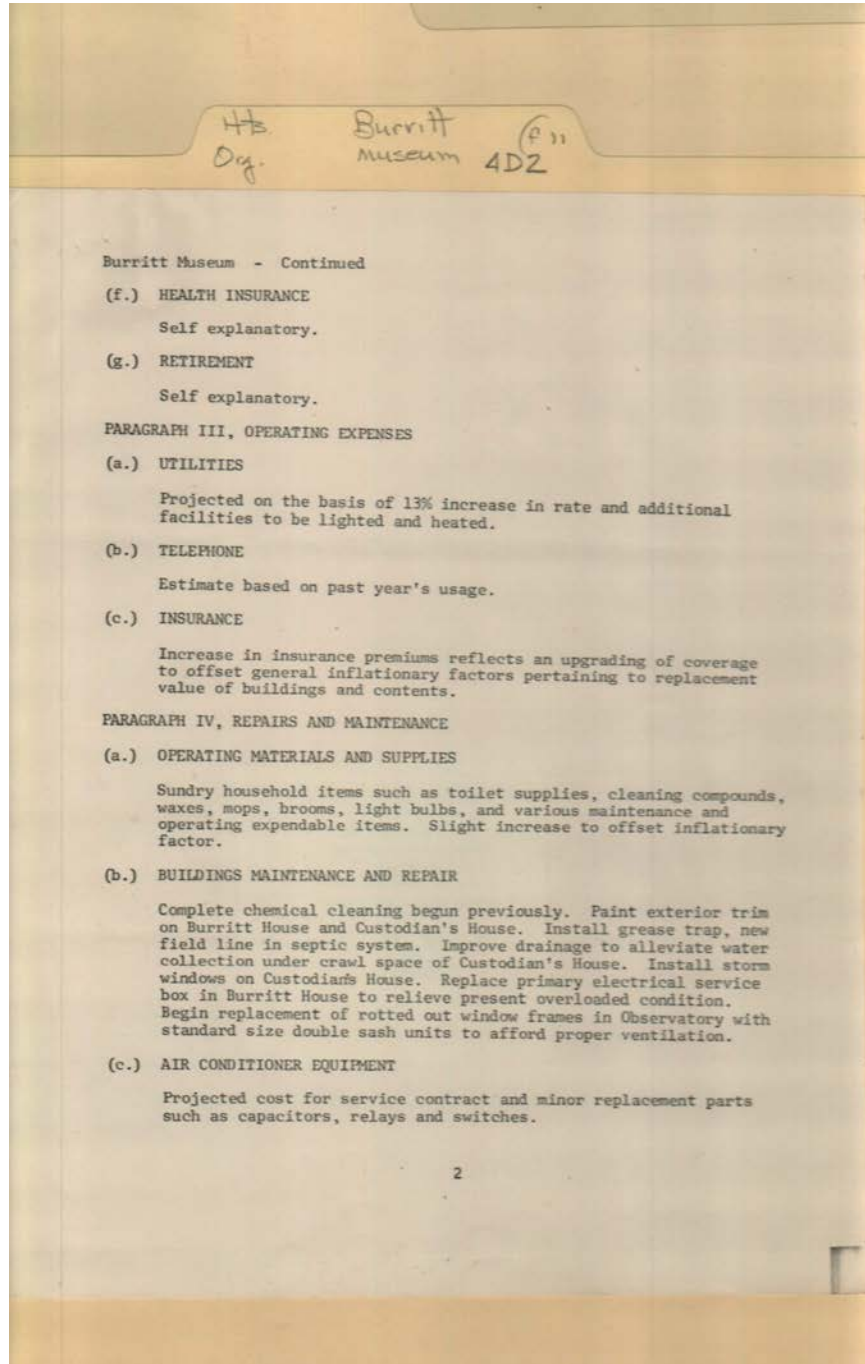 Hts. Burritt f 11
Org. museum 4D2
Burritt Museum - Continued
(f.) HEALTH INSURANCE
Self explanatory.
(g.) RETIREMENT
Self explanatory.
PARAGRAPH III, OPERATING EXPENSES
(a.) UTILITIES
Projected on the basis of 13% increase in rate and additional
facilities to be lighted and heated.
(b.) TELEPHONE
Estimate based on past year's usage.
(c.) INSURANCE
Increase in insurance premiums reflects an upgrading of coverage
to offset general inflationary factors pertaining to replacement
value of buildings and contents.
PARAGRAPH IV, REPAIRS AND MAINTENANCE
(a.) OPERATING MATERIALS AND SUPPLIES
Sundry household items such as toilet supplies, cleaning compounds,
waxes, mops, brooms, light bulbs, and various maintenance and
operating expendable items. Slight increase to offset inflationary
factor.
(b.) BUILDINGS MAINTENANCE AND REPAIR
Complete chemical cleaning begun previously. Paint exterior trim
on Burritt House and Custodian's House. Install grease trap, new
field line in septic system. Improve drainage to alleviate water
collection under crawl space of Custodian's House. Install storm
windows on Custodian's House. Replace primary electrical service
box in Burritt House to relieve present overloaded condition.
Begin replacement of rotted out window frames in Observatory with
standard size double sash units to afford proper ventilation.
(c.) AIR CONDITIONER EQUIPMENT
Projected cost for service contract and minor replacement parts
such as capacitors, relays and switches.
2